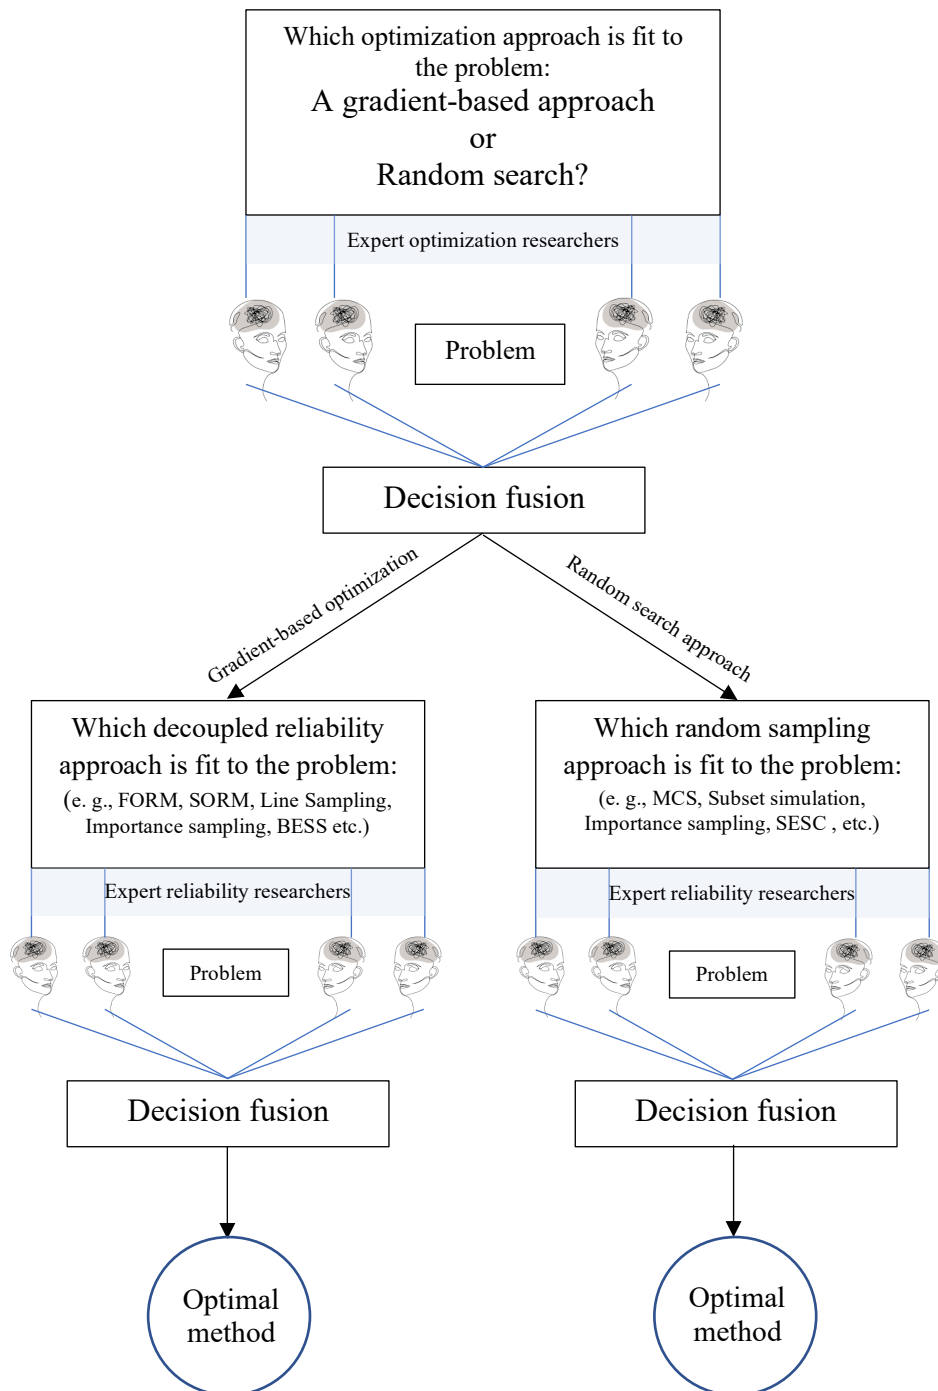 Which optimization approach is fit to
the problem:
A gradient-based approach
or
Random search?
Expert optimization researchers
Problem
Decision fusion
Gradient-based optimization
Random search approach
Which decoupled reliability
approach is fit to the problem:
(e. g., FORM, SORM, Line Sampling,
Importance sampling, BESS etc.)
Expert reliability researchers
Problem
Decision fusion
Optimal
method
Which random sampling
approach is fit to the problem:
(e. g., MCS, Subset simulation,
Importance sampling, SESC , etc.)
Expert reliability researchers
Problem
Decision fusion
Optimal
method